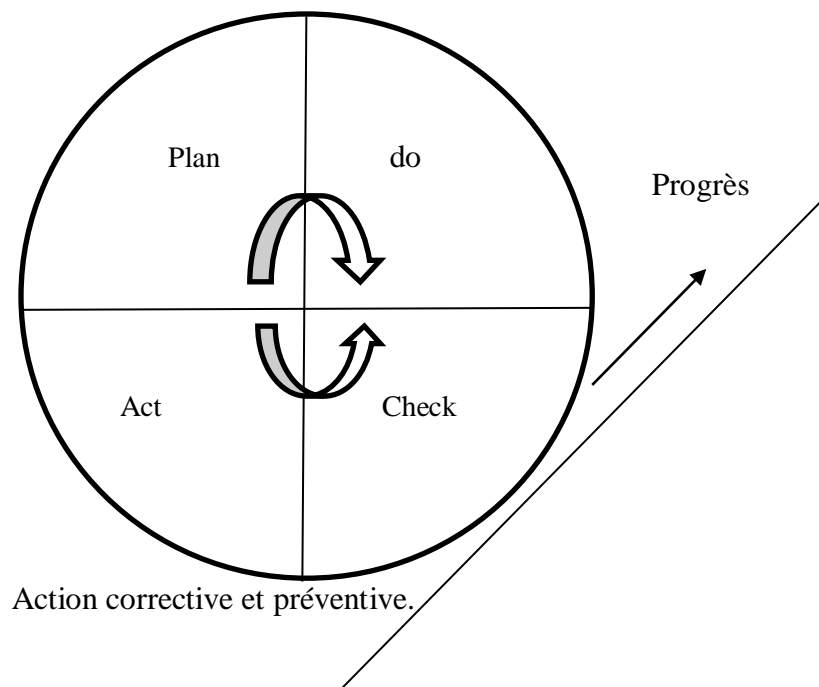 Plan
do
Progrès
Act
Check
Action corrective et préventive.